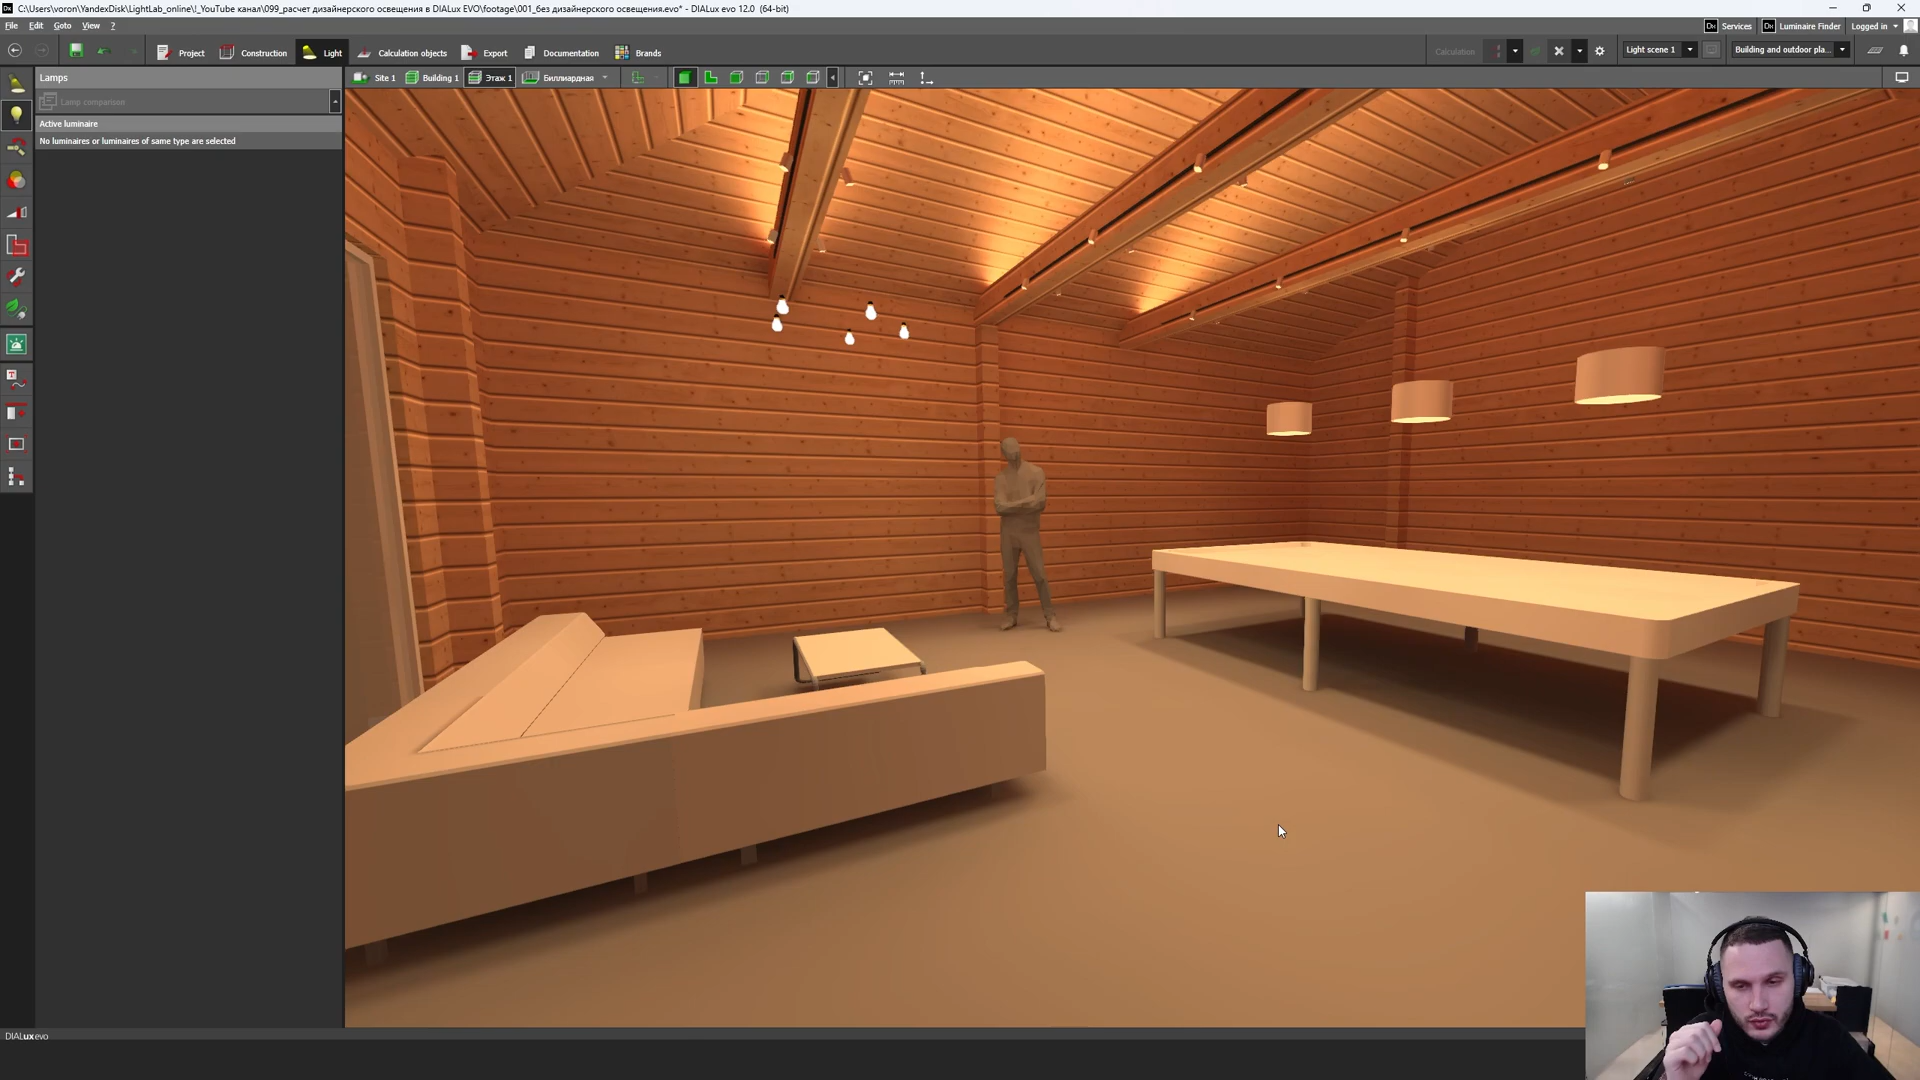 C:\Users\voron\YandexDisk\LightLab_online\!_YouTube канал\099_расчет дизайнерского освещения в DIALux EVO\footage\001_без дизайнерского освещения.evo* - DIALux evo 12.0 (64-bit)
File Edit Goto View ?
Services Luminaire Finder Logged in
Project Construction Light Calculation objects Export Documentation Brands
Calculation Light scene 1 Building and outdoor pla...
Lamps
Site 1 Building 1 Этаж 1 Биллиардная
Lamp comparison
Active luminaire
No luminaires or luminaires of same type are selected
DIALux evo